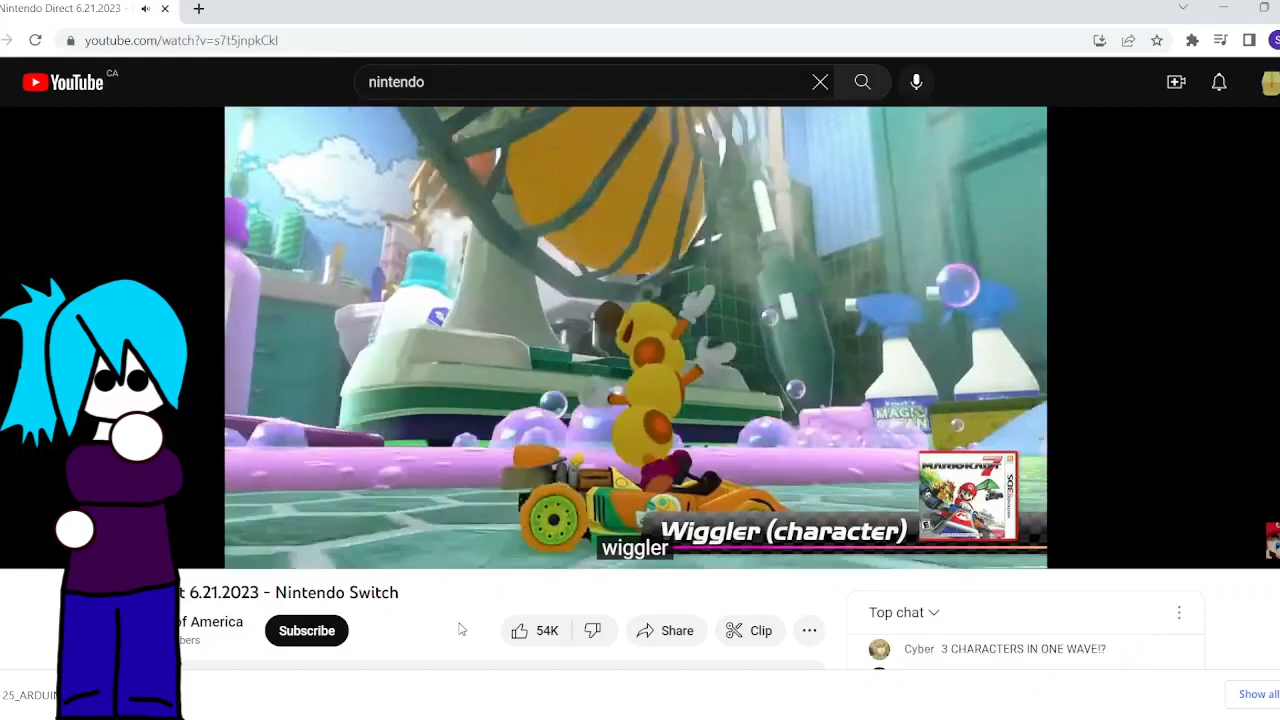 Nintendo Direct 6.21.2023 -
youtube.com/watch?v=s7t5jnpkCkI
S
YouTube CA
nintendo
MARIOKART 7
Wiggler (character)
wiggler
t 6.21.2023 - Nintendo Switch
of America
bers
Subscribe
54K
Share
Clip
Top chat
Cyber 3 CHARACTERS IN ONE WAVE!?
25_ARDUIN
Show all